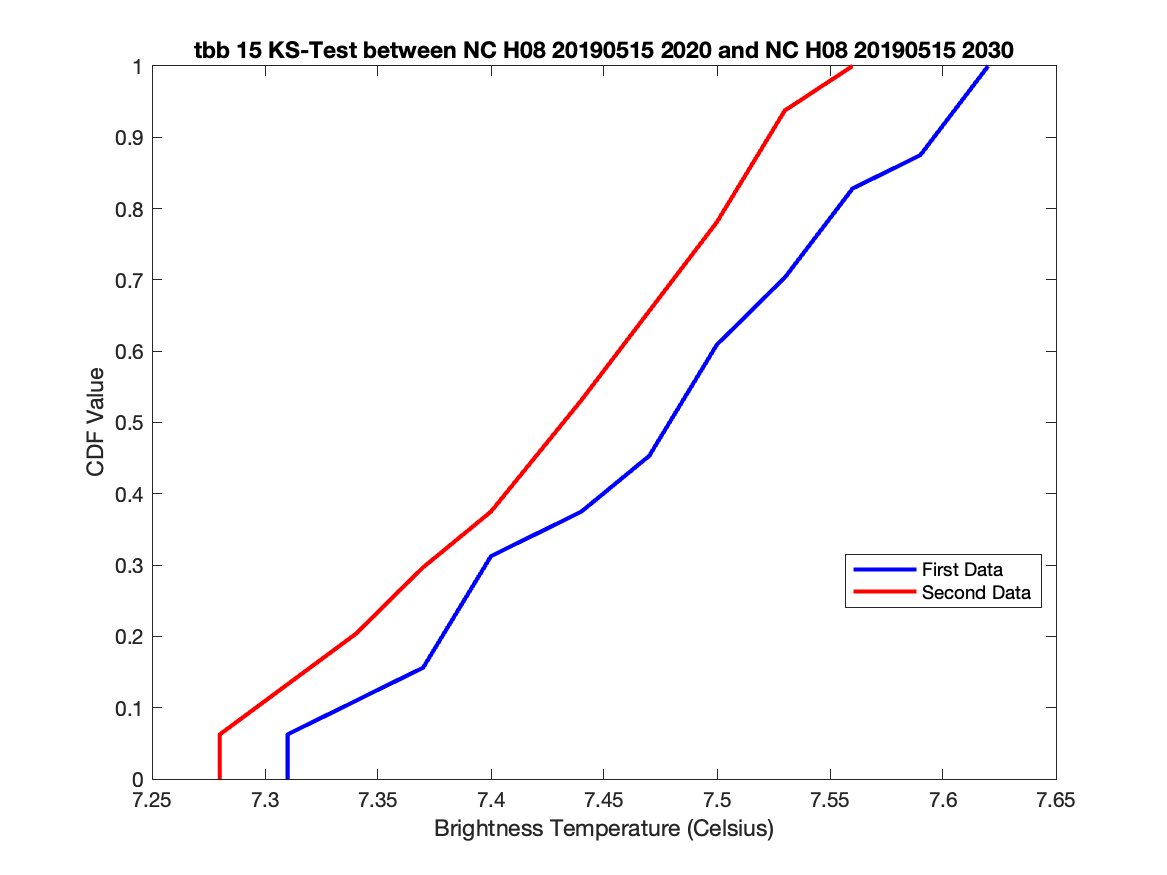 tbb 15 KS-Test between NC H08 20190515 2020 and NC H08 20190515 2030
1
0.9
0.8
0.7
0.6
0.5
0.4
0.3
0.2
0.1
0
CDF Value
First Data
Second Data
7.25 7.3 7.35 7.4 7.45 7.5 7.55 7.6 7.65
Brightness Temperature (Celsius)